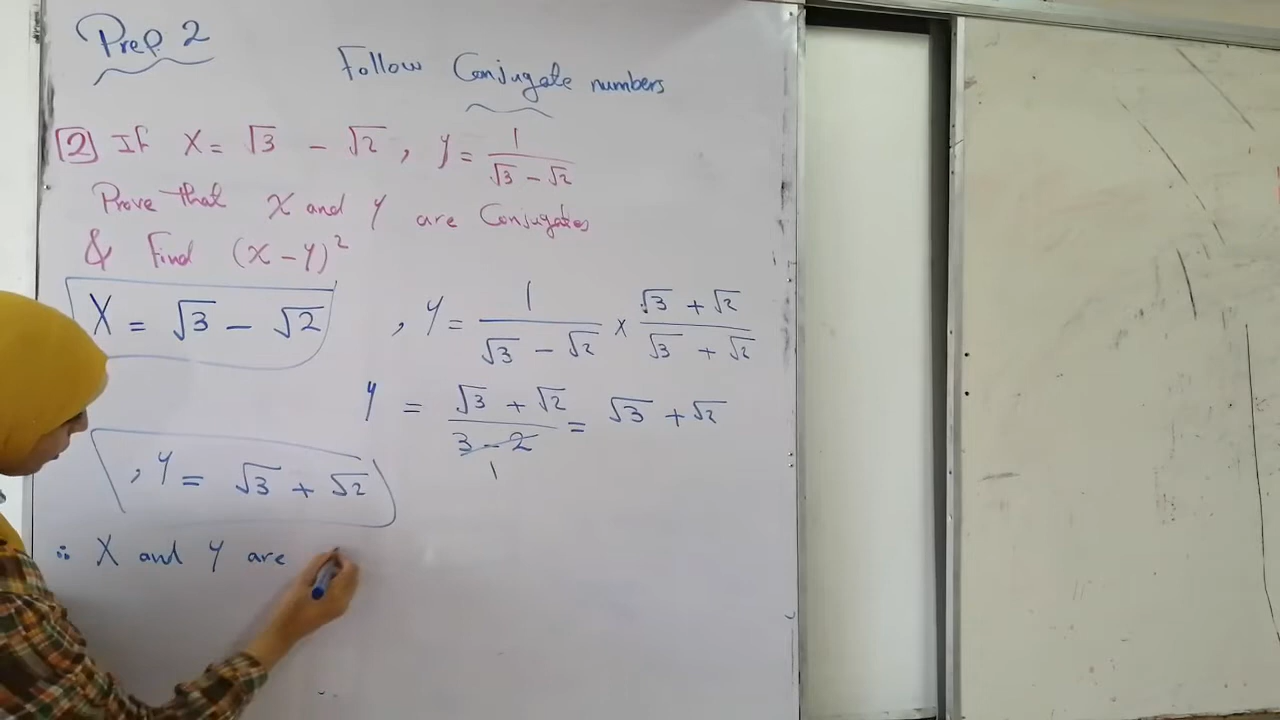 Prep 2
Follow Conjugate numbers
[2] If x = √3 - √2, y = 1/(√3 - √2)
Prove that x and y are Conjugates
& Find (x - y)²
X = √3 - √2
, y = 1/(√3 - √2) × (√3 + √2)/(√3 + √2)
y = (√3 + √2)/(3 - 2) = √3 + √2
1
, y = √3 + √2
∴ X and y are